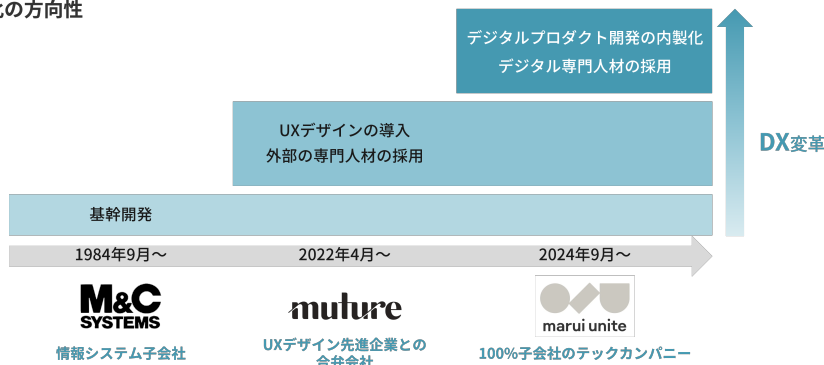 の方向性
デジタルプロダクト開発の内製化
デジタル専門人材の採用
UXデザインの導入
外部の専門人材の採用
DX変革
基幹開発
1984年9月～
2022年4月～
2024年9月～
M&C
SYSTEMS
muture
marui unite
情報システム子会社
UXデザイン先進企業との
合弁会社
100%子会社のテックカンパニー